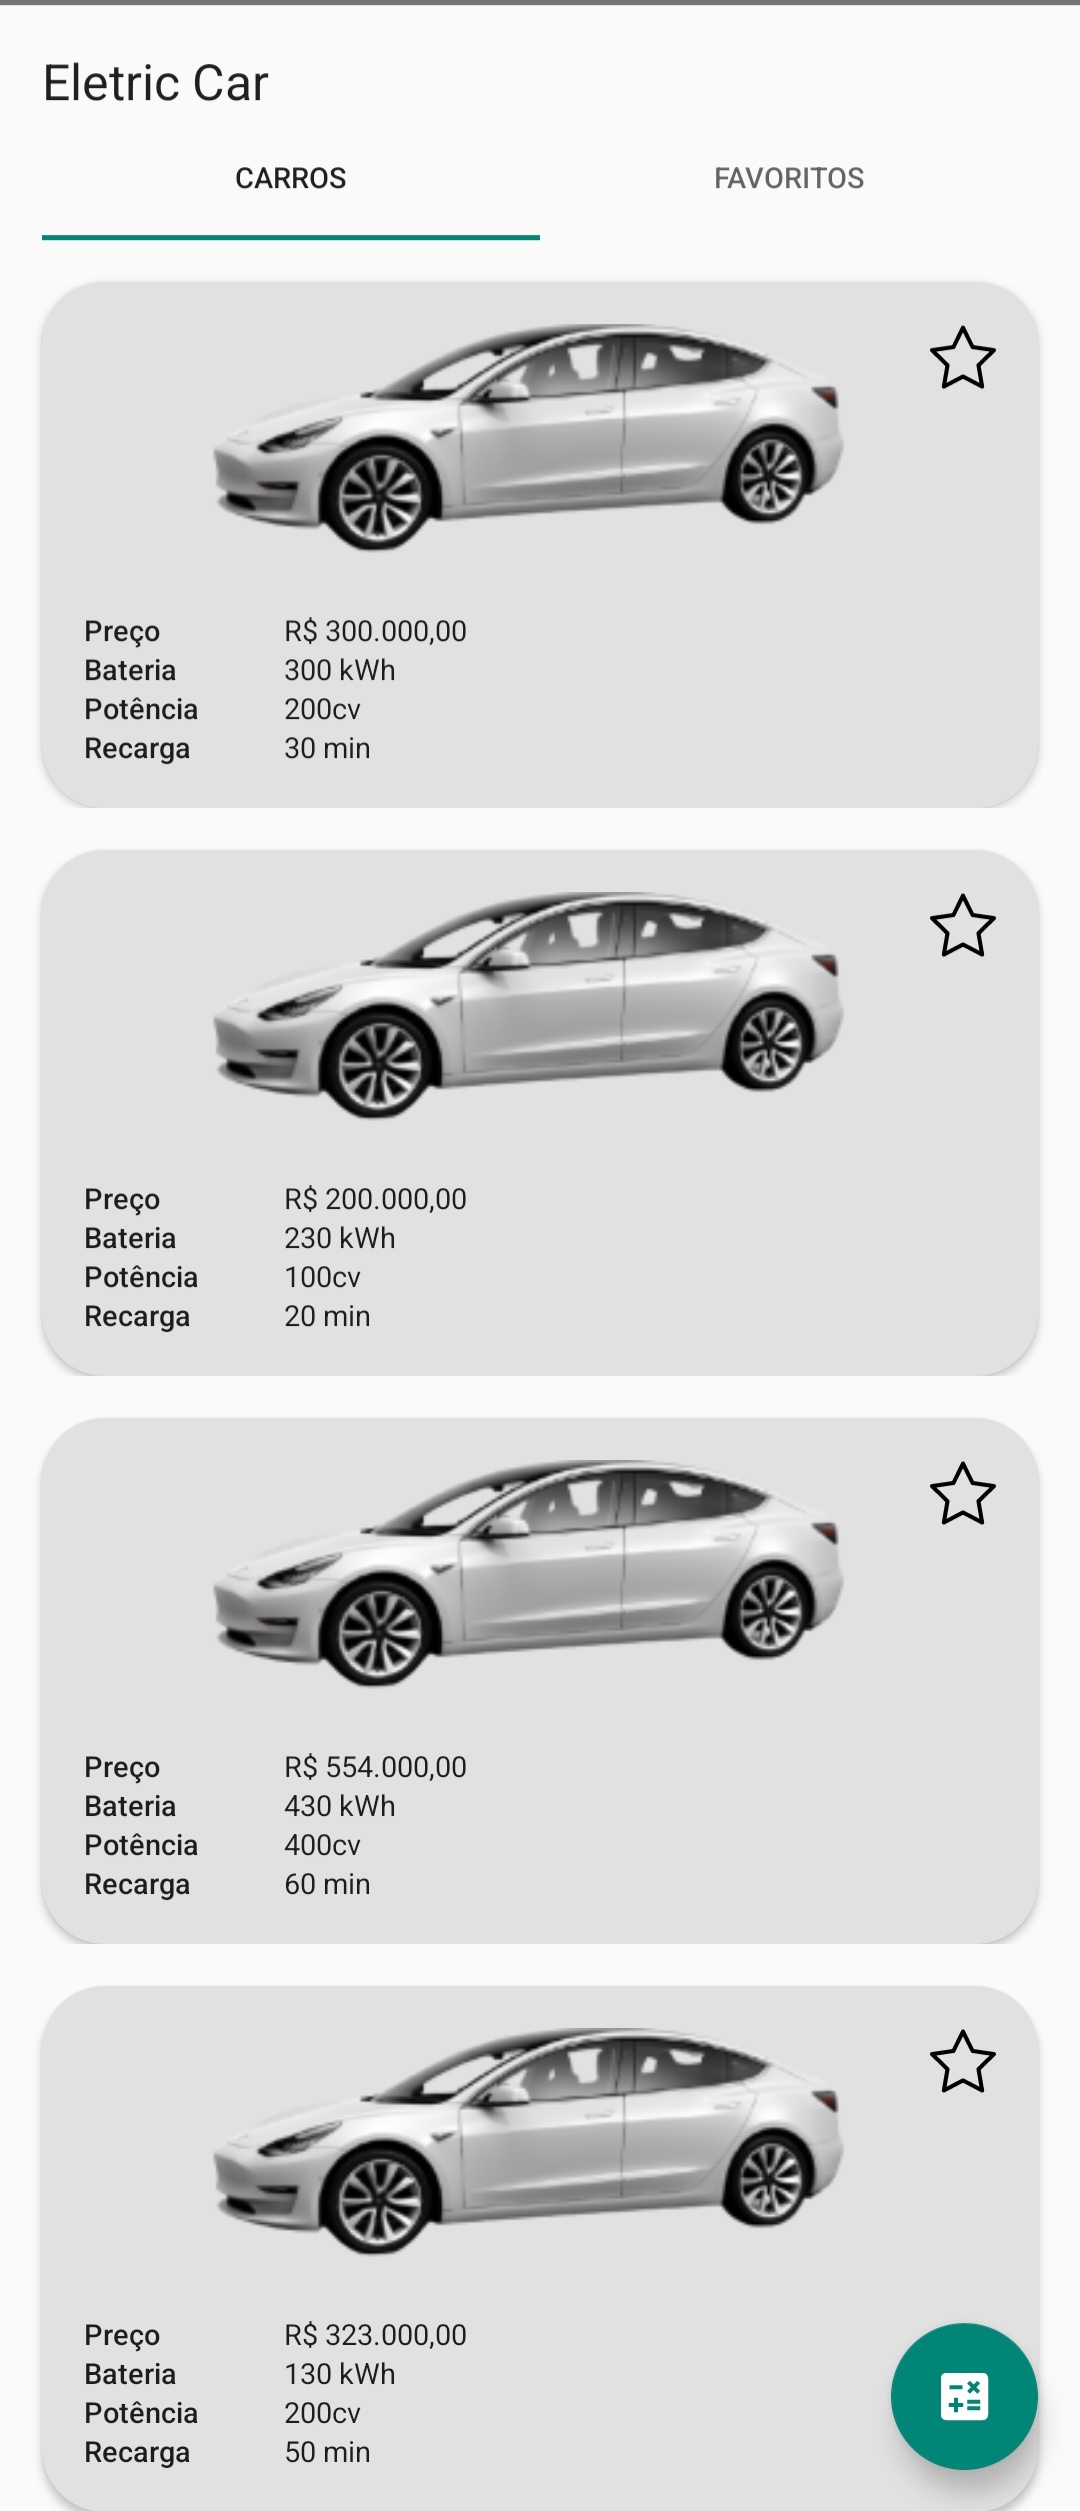 Eletric Car
CARROS FAVORITOS
Preço R$ 300.000,00
Bateria 300 kWh
Potência 200cv
Recarga 30 min
Preço R$ 200.000,00
Bateria 230 kWh
Potência 100cv
Recarga 20 min
Preço R$ 554.000,00
Bateria 430 kWh
Potência 400cv
Recarga 60 min
Preço R$ 323.000,00
Bateria 130 kWh
Potência 200cv
Recarga 50 min